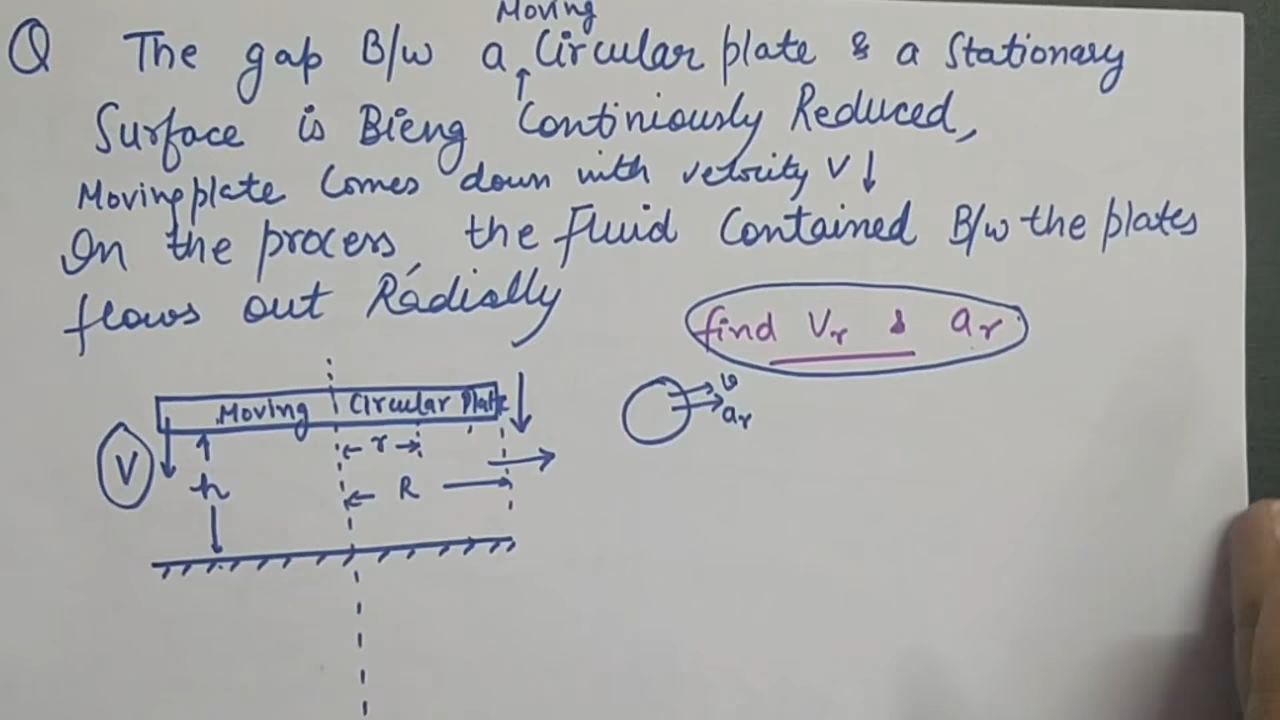 Moving
Q The gap B/w a Circular plate & a Stationary
Surface is Bieng Continiously Reduced,
Moving plate Comes down with velocity V ↓
In the process, the fluid Contained B/w the plates
flows out Radially
find Vr & ar
Moving Circular Plate
V
h
r
R
v
ar